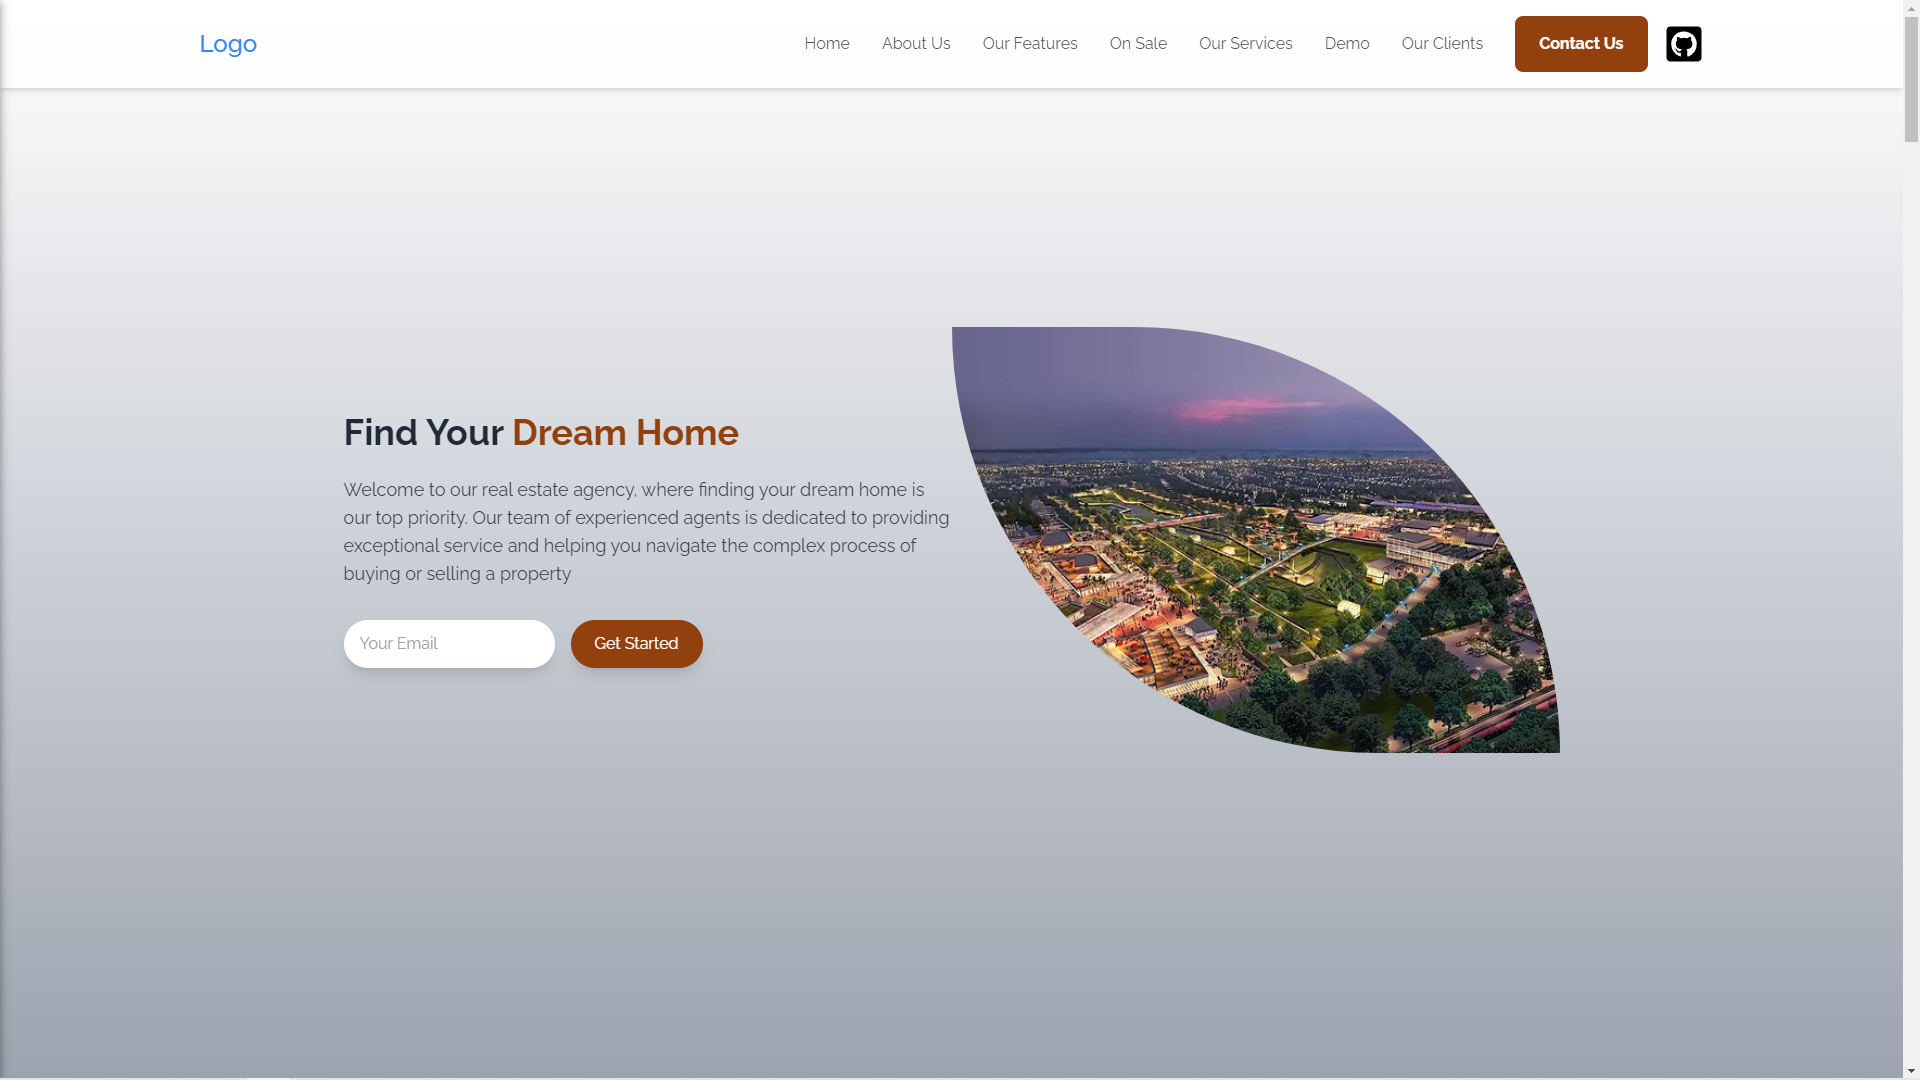 Logo
Home
About Us
Our Features
On Sale
Our Services
Demo
Our Clients
Contact Us
Find Your Dream Home
Welcome to our real estate agency, where finding your dream home is
our top priority. Our team of experienced agents is dedicated to providing
exceptional service and helping you navigate the complex process of
buying or selling a property
Your Email
Get Started